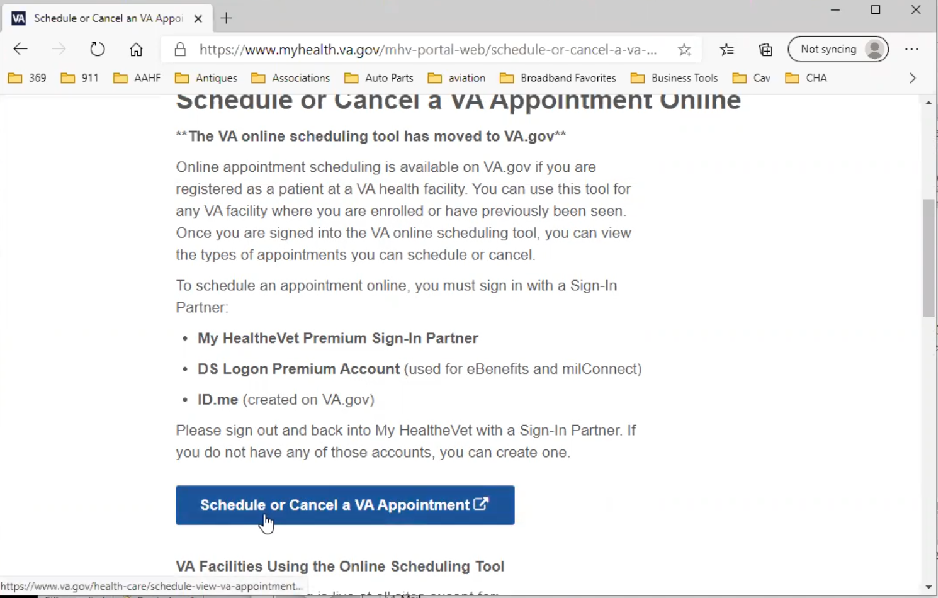 VA Schedule or Cancel an VA Appoi
https://www.myhealth.va.gov/mhv-portal-web/schedule-or-cancel-a-va-...
Not syncing
369 911 AAHF Antiques Associations Auto Parts aviation Broadband Favorites Business Tools Cav CHA
Schedule or Cancel a VA Appointment Online
**The VA online scheduling tool has moved to VA.gov**
Online appointment scheduling is available on VA.gov if you are
registered as a patient at a VA health facility. You can use this tool for
any VA facility where you are enrolled or have previously been seen.
Once you are signed into the VA online scheduling tool, you can view
the types of appointments you can schedule or cancel.
To schedule an appointment online, you must sign in with a Sign-In
Partner:
• My HealtheVet Premium Sign-In Partner
• DS Logon Premium Account (used for eBenefits and milConnect)
• ID.me (created on VA.gov)
Please sign out and back into My HealtheVet with a Sign-In Partner. If
you do not have any of those accounts, you can create one.
Schedule or Cancel a VA Appointment
VA Facilities Using the Online Scheduling Tool
https://www.va.gov/health-care/schedule-view-va-appointment...